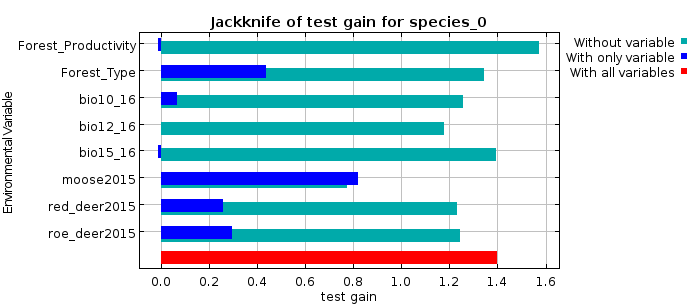 Jackknife of test gain for species_0
Forest_Productivity
Forest_Type
bio10_16
bio12_16
bio15_16
moose2015
red_deer2015
roe_deer2015
Environmental Variable
0.0 0.2 0.4 0.6 0.8 1.0 1.2 1.4 1.6
test gain
Without variable
With only variable
With all variables